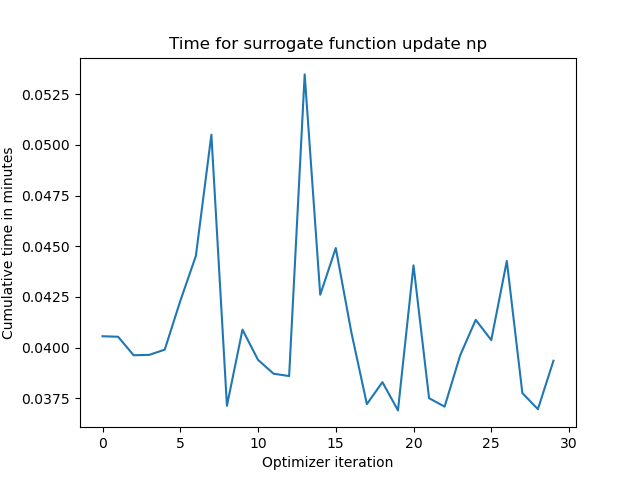 Time for surrogate function update np
Cumulative time in minutes
0.0525
0.0500
0.0475
0.0450
0.0425
0.0400
0.0375
0 5 10 15 20 25 30
Optimizer iteration